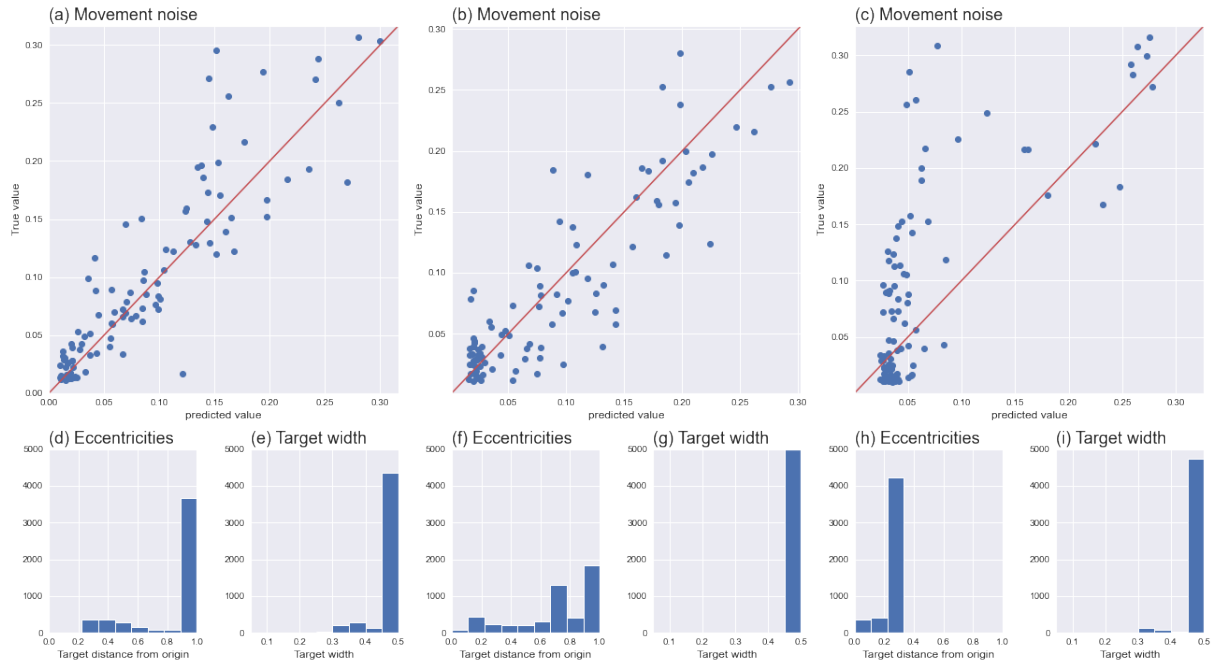 (a) Movement noise
(b) Movement noise
(c) Movement noise
True value
0.30
0.25
0.20
0.15
0.10
0.05
0.00
0.00 0.05 0.10 0.15 0.20 0.25 0.30
predicted value
True value
0.30
0.25
0.20
0.15
0.10
0.05
0.05 0.10 0.15 0.20 0.25 0.30
predicted value
True value
0.30
0.25
0.20
0.15
0.10
0.05
0.05 0.10 0.15 0.20 0.25 0.30
predicted value
(d) Eccentricities
5000
4000
3000
2000
1000
0
0.0 0.2 0.4 0.6 0.8 1.0
Target distance from origin
(e) Target width
5000
4000
3000
2000
1000
0
0.1 0.2 0.3 0.4 0.5
Target width
(f) Eccentricities
5000
4000
3000
2000
1000
0
0.0 0.2 0.4 0.6 0.8 1.0
Target distance from origin
(g) Target width
5000
4000
3000
2000
1000
0
0.1 0.2 0.3 0.4 0.5
Target width
(h) Eccentricities
5000
4000
3000
2000
1000
0
0.0 0.2 0.4 0.6 0.8 1.0
Target distance from origin
(i) Target width
5000
4000
3000
2000
1000
0
0.1 0.2 0.3 0.4 0.5
Target width